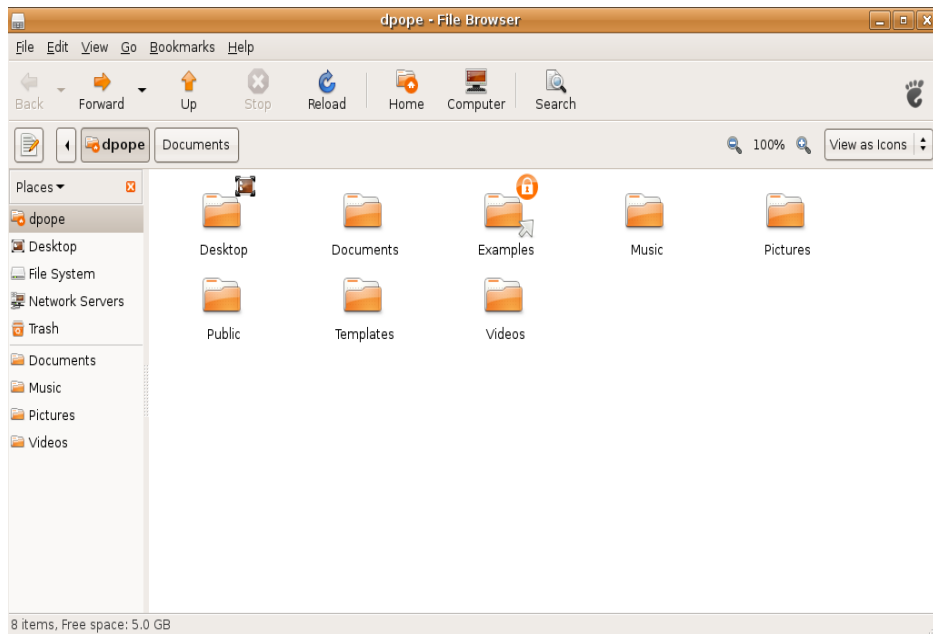 dpope - File Browser
File Edit View Go Bookmarks Help
Back Forward Up Stop Reload Home Computer Search
dpope Documents 100% View as Icons
Places
dpope
Desktop
File System
Network Servers
Trash
Documents
Music
Pictures
Videos
Desktop Documents Examples Music Pictures
Public Templates Videos
8 items, Free space: 5.0 GB